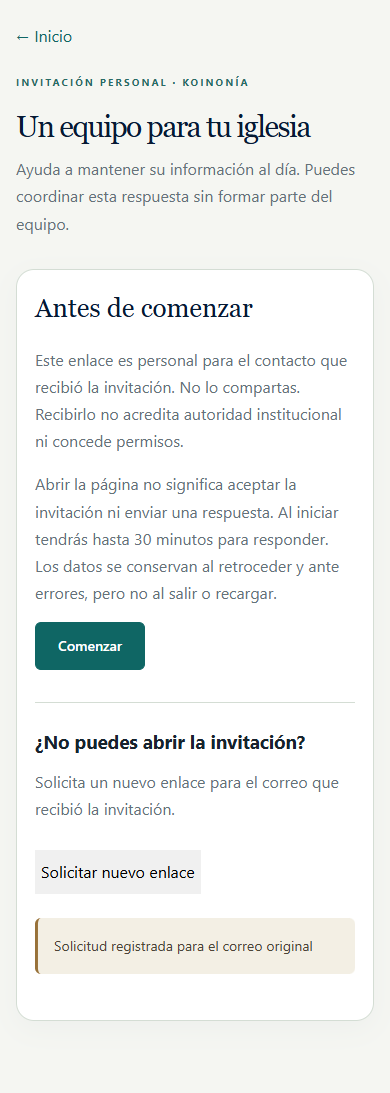 ← Inicio
INVITACIÓN PERSONAL · KOINONÍA
Un equipo para tu iglesia
Ayuda a mantener su información al día. Puedes
coordinar esta respuesta sin formar parte del
equipo.
Antes de comenzar
Este enlace es personal para el contacto que
recibió la invitación. No lo compartas.
Recibirlo no acredita autoridad institucional
ni concede permisos.
Abrir la página no significa aceptar la
invitación ni enviar una respuesta. Al iniciar
tendrás hasta 30 minutos para responder.
Los datos se conservan al retroceder y ante
errores, pero no al salir o recargar.
Comenzar
¿No puedes abrir la invitación?
Solicita un nuevo enlace para el correo que
recibió la invitación.
Solicitar nuevo enlace
Solicitud registrada para el correo original